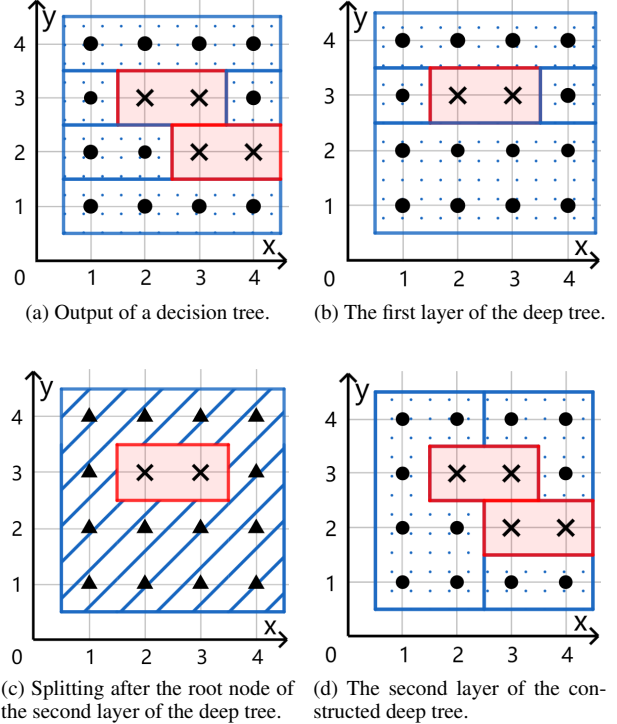 y
4
3
2
1
x
0
1 2 3 4
(a) Output of a decision tree.
y
4
3
2
1
x
0
1 2 3 4
(b) The first layer of the deep tree.
y
4
3
2
1
x
0
1 2 3 4
(c) Splitting after the root node of
the second layer of the deep tree.
y
4
3
2
1
x
0
1 2 3 4
(d) The second layer of the con-
structed deep tree.